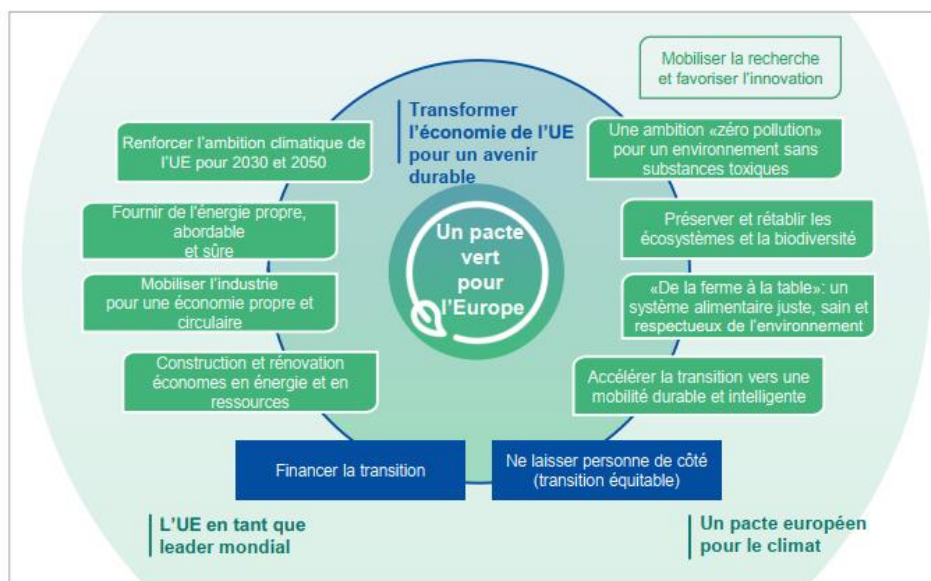 Mobiliser la recherche
et favoriser l'innovation
Transformer
l'économie de l'UE
pour un avenir
durable
Renforcer l'ambition climatique de
l'UE pour 2030 et 2050
Fournir de l'énergie propre,
abordable
et sûre
Mobiliser l'industrie
pour une économie propre et
circulaire
Construction et rénovation
économes en énergie et en
ressources
Un pacte
vert
pour
l'Europe
Une ambition «zéro pollution»
pour un environnement sans
substances toxiques
Préserver et rétablir les
écosystèmes et la biodiversité
«De la ferme à la table»: un
système alimentaire juste, sain et
respectueux de l'environnement
Accélérer la transition vers une
mobilité durable et intelligente
Financer la transition
Ne laisser personne de côté
(transition équitable)
L'UE en tant que
leader mondial
Un pacte européen
pour le climat